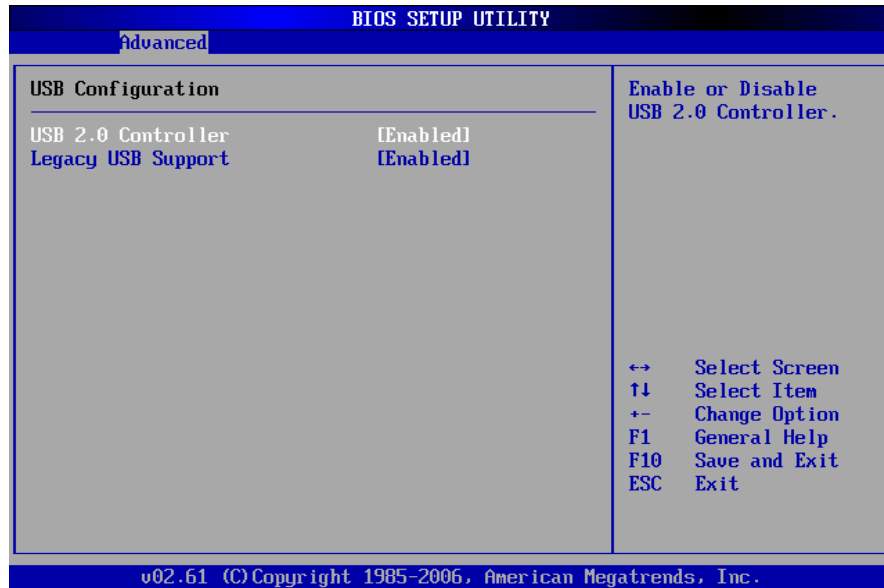 BIOS SETUP UTILITY
Advanced
USB Configuration
USB 2.0 Controller [Enabled]
Legacy USB Support [Enabled]
Enable or Disable
USB 2.0 Controller.
←→ Select Screen
↑↓ Select Item
+- Change Option
F1 General Help
F10 Save and Exit
ESC Exit
v02.61 (C)Copyright 1985-2006, American Megatrends, Inc.